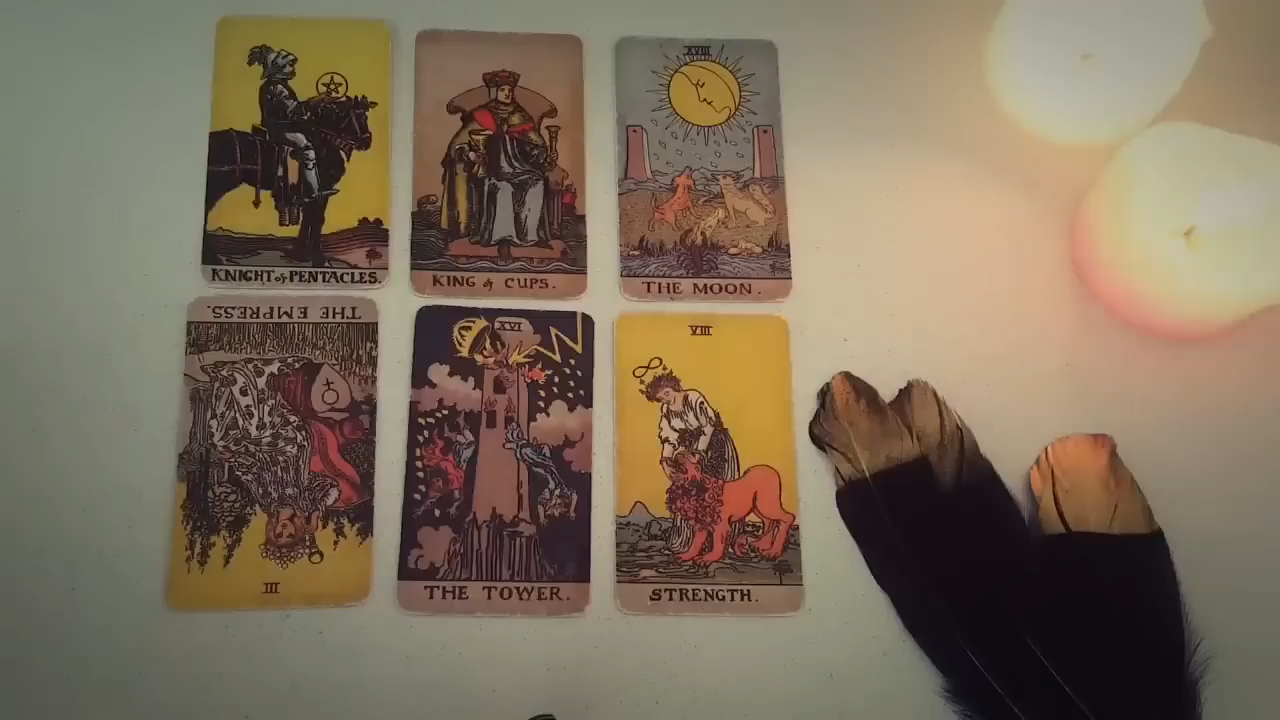 KNIGHT of PENTACLES.
KING of CUPS.
XVIII
THE MOON.
THE EMPRESS.
III
XVI
THE TOWER.
VIII
STRENGTH.